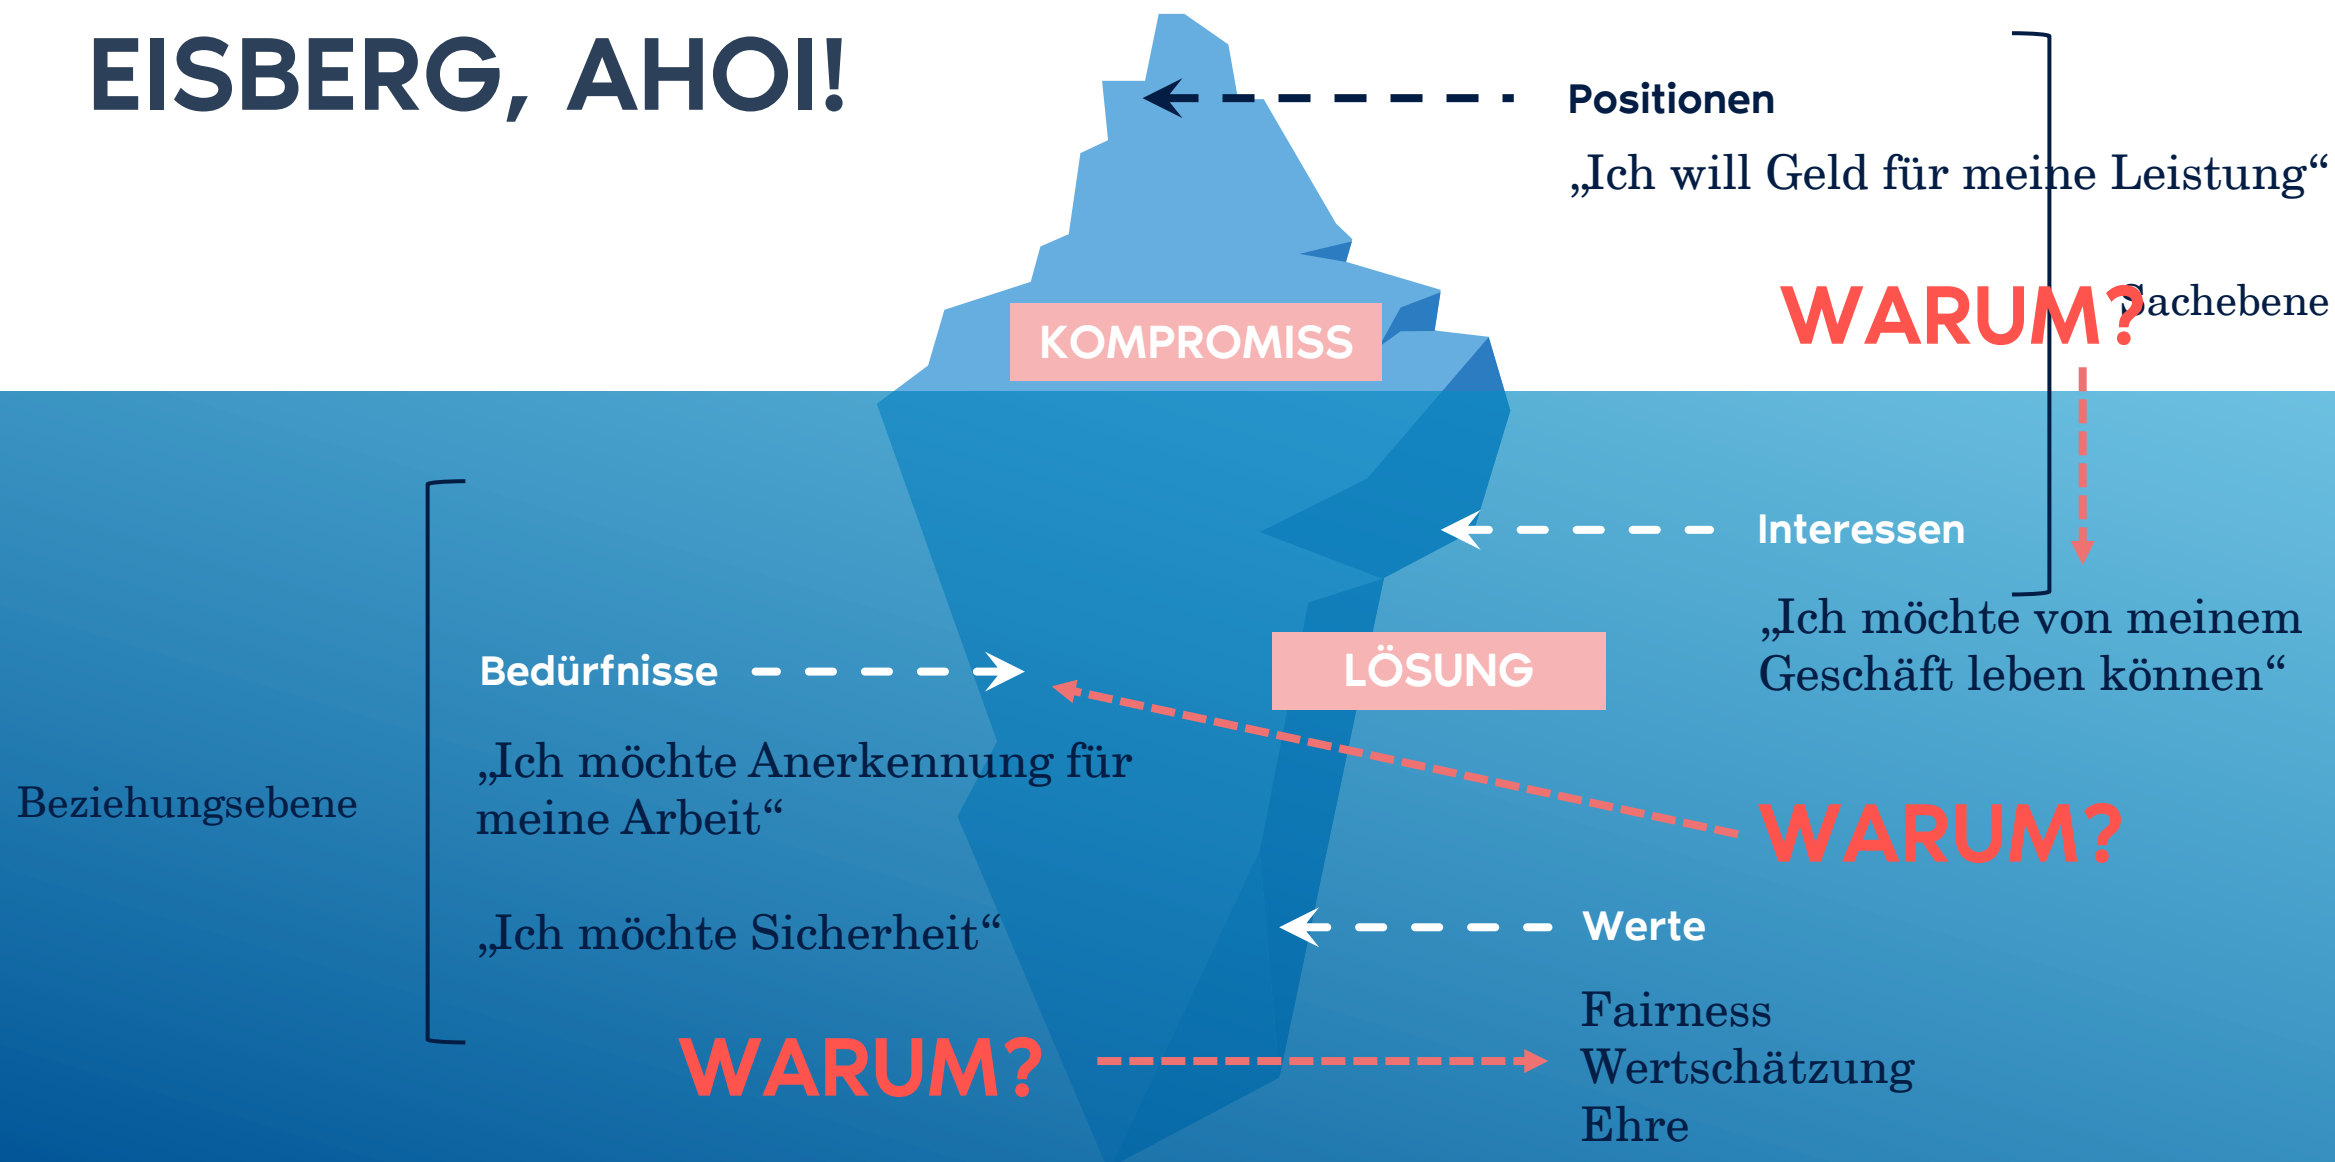 EISBERG, AHOI!
Positionen
„Ich will Geld für meine Leistung“
WARUM?
Sachebene
KOMPROMISS
Interessen
„Ich möchte von meinem
Geschäft leben können“
LÖSUNG
Bedürfnisse
„Ich möchte Anerkennung für
meine Arbeit“
Beziehungsebene
WARUM?
„Ich möchte Sicherheit“
Werte
Fairness
WARUM?
Wertschätzung
Ehre